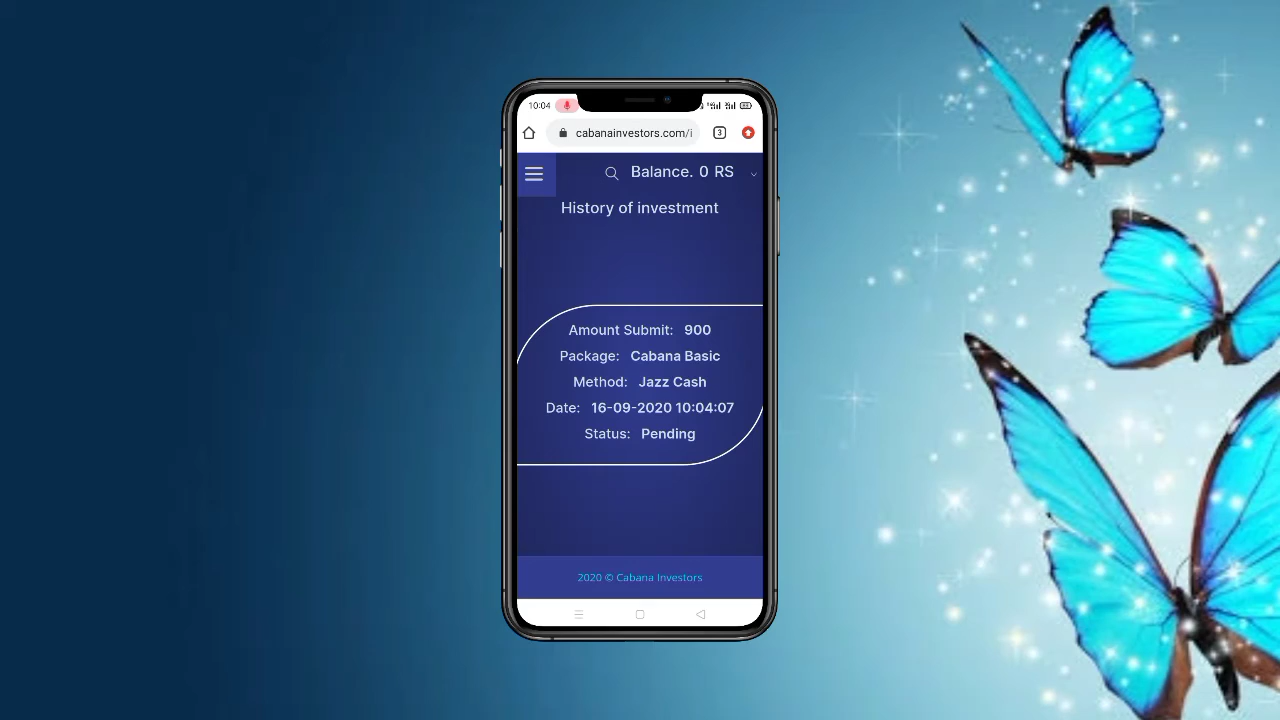 10:04
cabanainvestors.com/i
3
Balance. 0 RS
History of investment
Amount Submit: 900
Package: Cabana Basic
Method: Jazz Cash
Date: 16-09-2020 10:04:07
Status: Pending
2020 © Cabana Investors